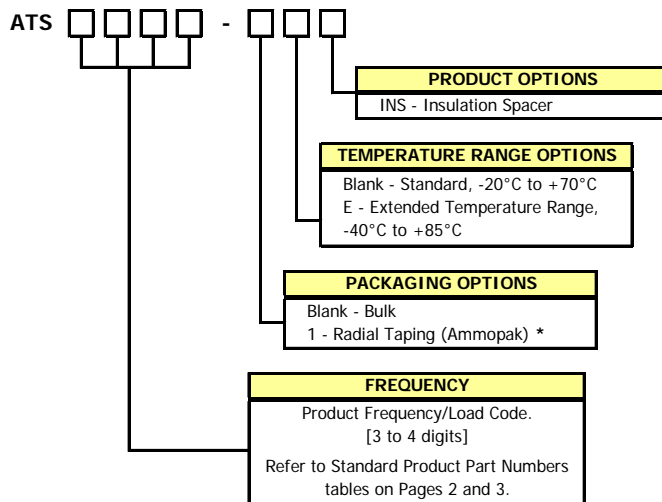 ATS -
PRODUCT OPTIONS
INS - Insulation Spacer
TEMPERATURE RANGE OPTIONS
Blank - Standard, -20°C to +70°C
E - Extended Temperature Range,
-40°C to +85°C
PACKAGING OPTIONS
Blank - Bulk
1 - Radial Taping (Ammopak) *
FREQUENCY
Product Frequency/Load Code.
[3 to 4 digits]
Refer to Standard Product Part Numbers
tables on Pages 2 and 3.